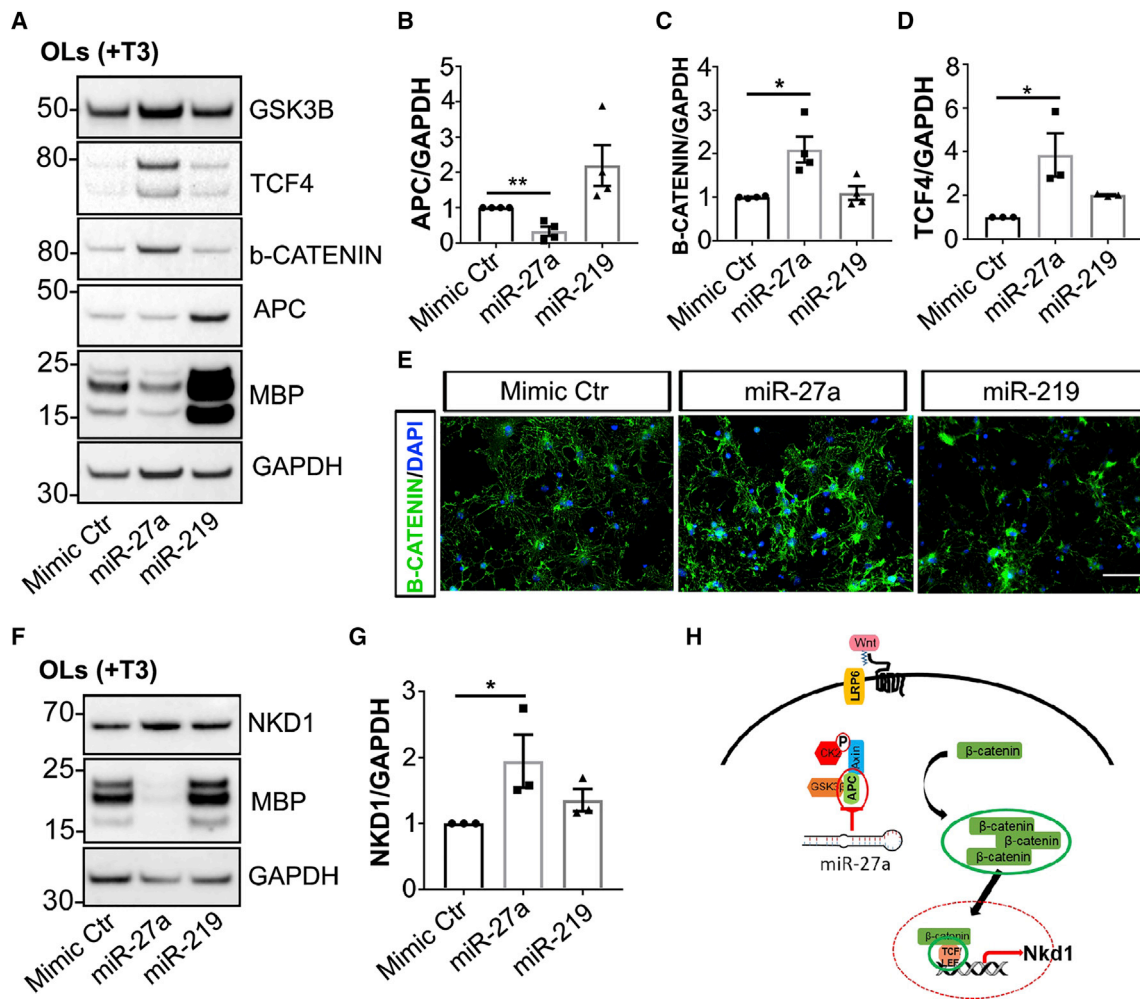 A
OLs (+T3)
50
GSK3B
80
TCF4
80
b-CATENIN
50
APC
25
MBP
15
GAPDH
30
Mimic Ctr
miR-27a
miR-219
B
APC/GAPDH
5
4
3
2
1
0
**
Mimic Ctr
miR-27a
miR-219
C
B-CATENIN/GAPDH
4
3
2
1
0
*
Mimic Ctr
miR-27a
miR-219
D
TCF4/GAPDH
8
6
4
2
0
*
Mimic Ctr
miR-27a
miR-219
E
Mimic Ctr
miR-27a
miR-219
B-CATENIN/DAPI
F
OLs (+T3)
70
NKD1
25
MBP
15
GAPDH
30
Mimic Ctr
miR-27a
miR-219
G
NKD1/GAPDH
3
2
1
0
*
Mimic Ctr
miR-27a
miR-219
H
Wnt
LRP6
P
CK2
Axin
GSK3
APC
miR-27a
β-catenin
β-catenin
β-catenin
β-catenin
β-catenin
TCF/
LEF
Nkd1